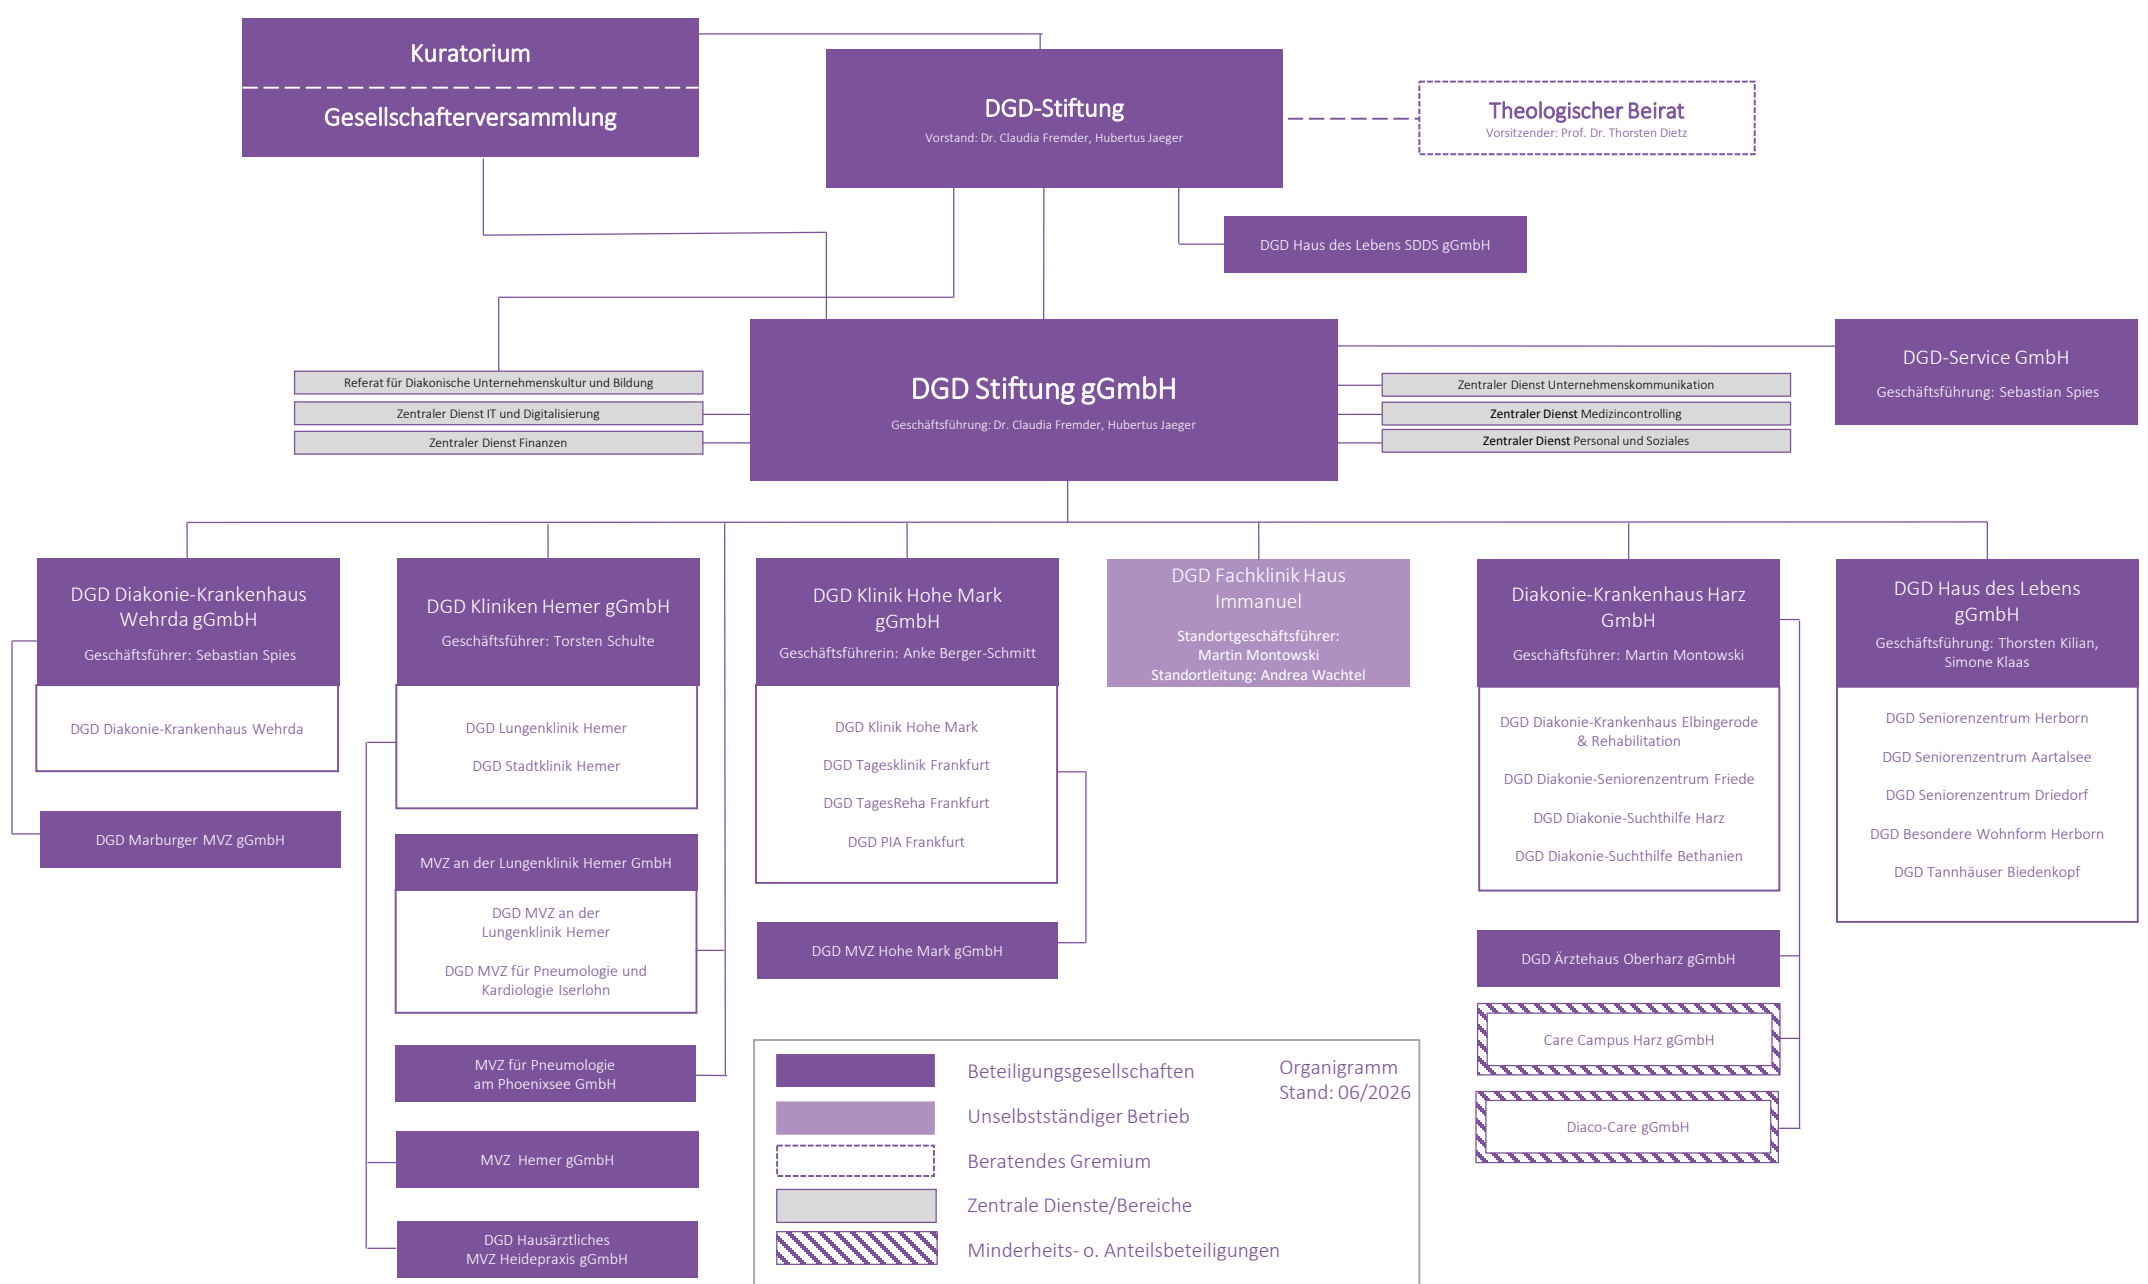 Kuratorium
Gesellschafterversammlung
DGD-Stiftung
Vorstand: Dr. Claudia Fremder, Hubertus Jaeger
Theologischer Beirat
Vorsitzender: Prof. Dr. Thorsten Dietz
DGD Haus des Lebens SDDS gGmbH
DGD Stiftung gGmbH
Geschäftsführung: Dr. Claudia Fremder, Hubertus Jaeger
DGD-Service GmbH
Geschäftsführung: Sebastian Spies
Referat für Diakonische Unternehmenskultur und Bildung
Zentraler Dienst IT und Digitalisierung
Zentraler Dienst Finanzen
Zentraler Dienst Unternehmenskommunikation
Zentraler Dienst Medizincontrolling
Zentraler Dienst Personal und Soziales
DGD Diakonie-Krankenhaus
Wehrda gGmbH
Geschäftsführer: Sebastian Spies
DGD Diakonie-Krankenhaus Wehrda
DGD Marburger MVZ gGmbH
DGD Kliniken Hemer gGmbH
Geschäftsführer: Torsten Schulte
DGD Lungenklinik Hemer
DGD Stadtklinik Hemer
MVZ an der Lungenklinik Hemer GmbH
DGD MVZ an der
Lungenklinik Hemer
DGD MVZ für Pneumologie und
Kardiologie Iserlohn
MVZ für Pneumologie
am Phoenixsee GmbH
MVZ Hemer gGmbH
DGD Hausärztliches
MVZ Heidepraxis gGmbH
DGD Klinik Hohe Mark
gGmbH
Geschäftsführerin: Anke Berger-Schmitt
DGD Klinik Hohe Mark
DGD Tagesklinik Frankfurt
DGD TagesReha Frankfurt
DGD PIA Frankfurt
DGD MVZ Hohe Mark gGmbH
DGD Fachklinik Haus
Immanuel
Standortgeschäftsführer:
Martin Montowski
Standortleitung: Andrea Wachtel
Diakonie-Krankenhaus Harz
GmbH
Geschäftsführer: Martin Montowski
DGD Diakonie-Krankenhaus Elbingerode
& Rehabilitation
DGD Diakonie-Seniorenzentrum Friede
DGD Diakonie-Suchthilfe Harz
DGD Diakonie-Suchthilfe Bethanien
DGD Ärztehaus Oberharz gGmbH
Care Campus Harz gGmbH
Diaco-Care gGmbH
DGD Haus des Lebens
gGmbH
Geschäftsführung: Thorsten Kilian,
Simone Klaas
DGD Seniorenzentrum Herborn
DGD Seniorenzentrum Aartalsee
DGD Seniorenzentrum Driedorf
DGD Besondere Wohnform Herborn
DGD Tannhäuser Biedenkopf
Beteiligungsgesellschaften
Unselbstständiger Betrieb
Beratendes Gremium
Zentrale Dienste/Bereiche
Minderheits- o. Anteilsbeteiligungen
Organigramm
Stand: 06/2026